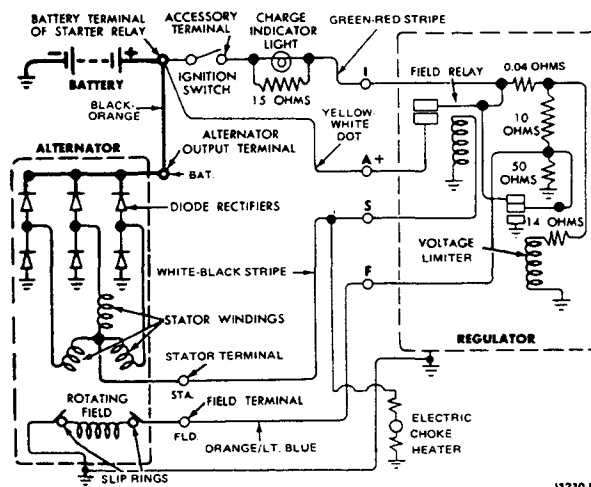 BATTERY TERMINAL
OF STARTER RELAY
ACCESSORY
TERMINAL
CHARGE
INDICATOR
LIGHT
GREEN-RED STRIPE
- +
BATTERY
IGNITION
SWITCH
15 OHMS
I
REGULATOR
FIELD RELAY
0.04 OHMS
10
OHMS
BLACK-
ORANGE
YELLOW-
WHITE
DOT
ALTERNATOR
ALTERNATOR
OUTPUT TERMINAL
BAT.
A +
50
OHMS
DIODE RECTIFIERS
S
14 OHMS
WHITE-BLACK STRIPE
F
VOLTAGE
LIMITER
STATOR WINDINGS
REGULATOR
STATOR TERMINAL
STA.
ROTATING
FIELD
FIELD TERMINAL
FLD.
ORANGE/LT. BLUE
ELECTRIC
CHOKE
HEATER
SLIP RINGS